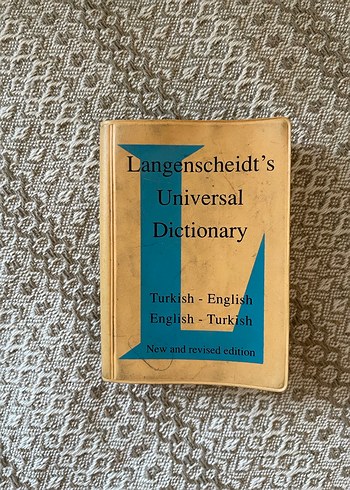 Langenscheidt's
Universal
Dictionary
Turkish - English
English - Turkish
New and revised edition